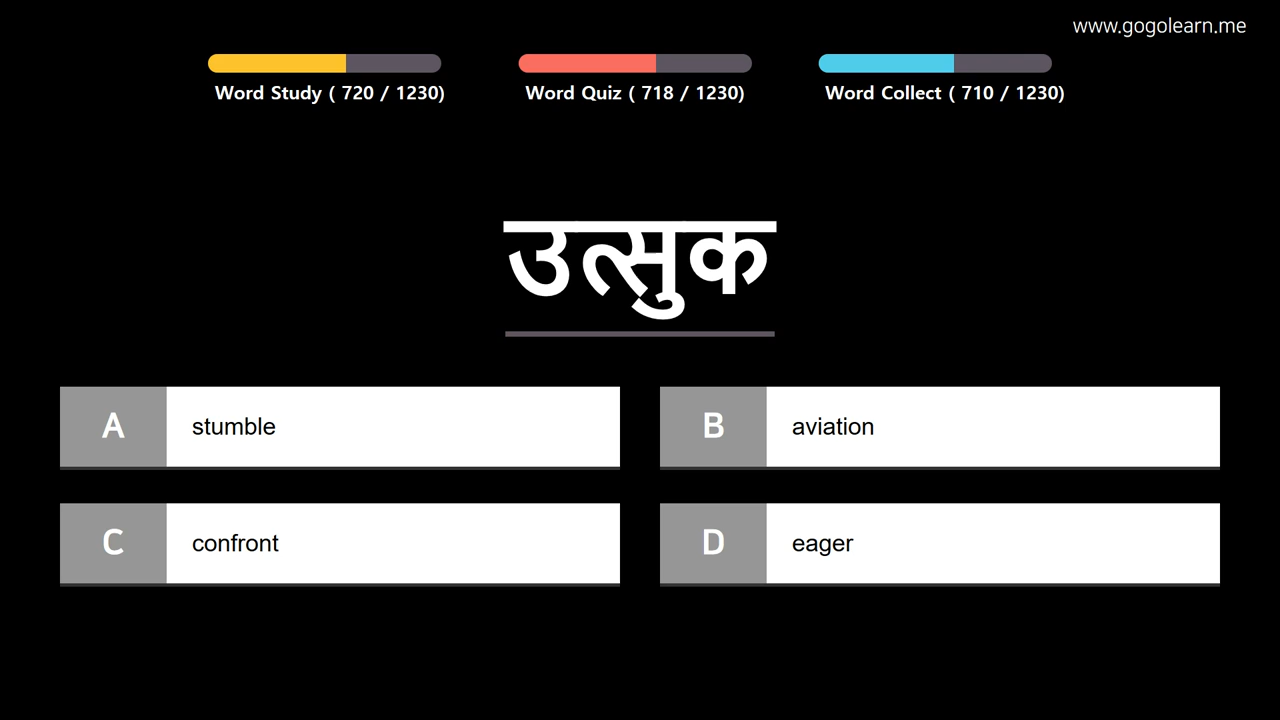 www.gogolearn.me
Word Study ( 720 / 1230)
Word Quiz ( 718 / 1230)
Word Collect ( 710 / 1230)
उत्सुक
A stumble
B aviation
C confront
D eager